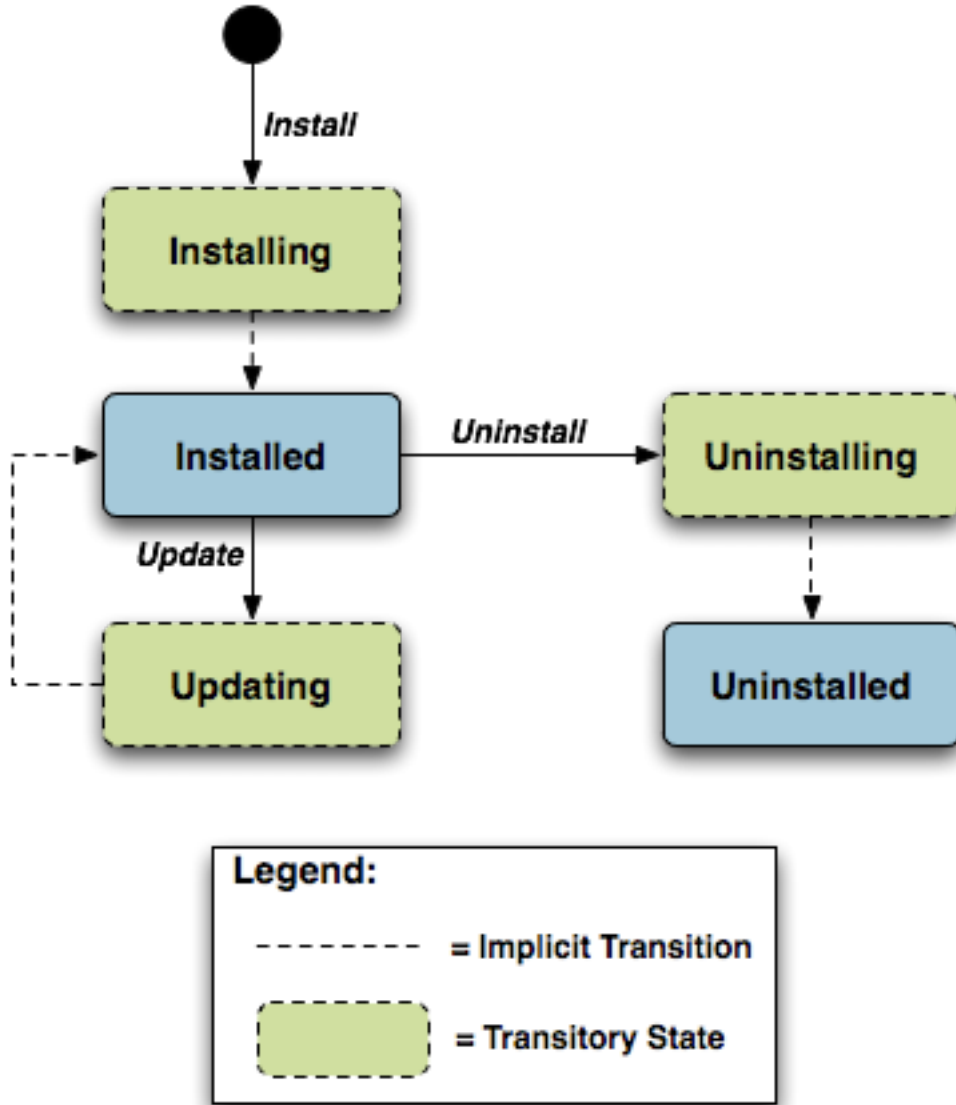 Install
Installing
Installed
Uninstall
Uninstalling
Update
Updating
Uninstalled
Legend:
= Implicit Transition
= Transitory State